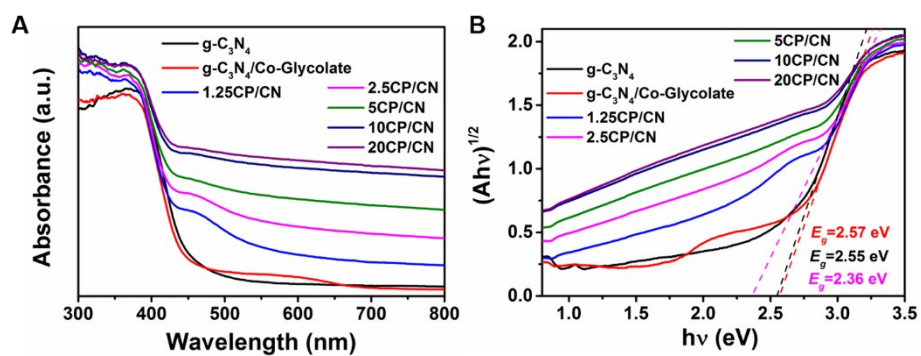 A
g-C₃N₄
g-C₃N₄/Co-Glycolate
1.25CP/CN
2.5CP/CN
5CP/CN
10CP/CN
20CP/CN
Absorbance (a.u.)
300 400 500 600 700 800
Wavelength (nm)
B
g-C₃N₄
g-C₃N₄/Co-Glycolate
1.25CP/CN
2.5CP/CN
5CP/CN
10CP/CN
20CP/CN
(Ahν)^1/2
2.0
1.5
1.0
0.5
0.0
E_g=2.57 eV
E_g=2.55 eV
E_g=2.36 eV
1.0 1.5 2.0 2.5 3.0 3.5
hν (eV)